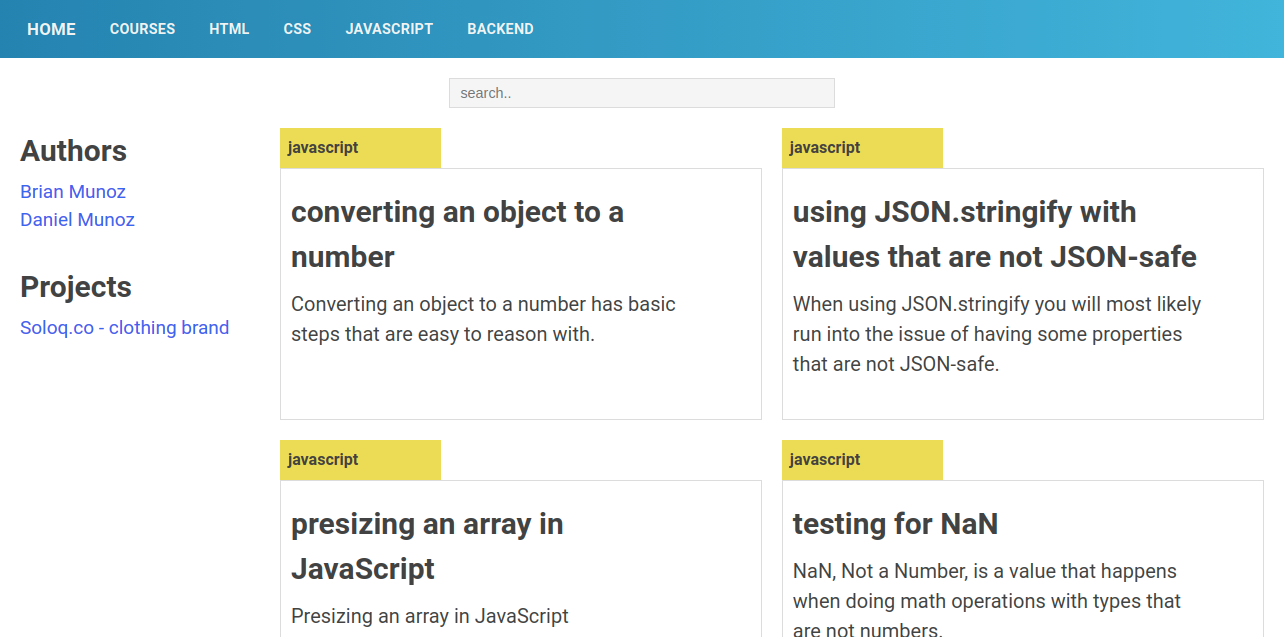 HOME COURSES HTML CSS JAVASCRIPT BACKEND
search..
Authors
Brian Munoz
Daniel Munoz
Projects
Soloq.co - clothing brand
javascript
converting an object to a
number
Converting an object to a number has basic
steps that are easy to reason with.
javascript
using JSON.stringify with
values that are not JSON-safe
When using JSON.stringify you will most likely
run into the issue of having some properties
that are not JSON-safe.
javascript
presizing an array in
JavaScript
Presizing an array in JavaScript
javascript
testing for NaN
NaN, Not a Number, is a value that happens
when doing math operations with types that
are not numbers.